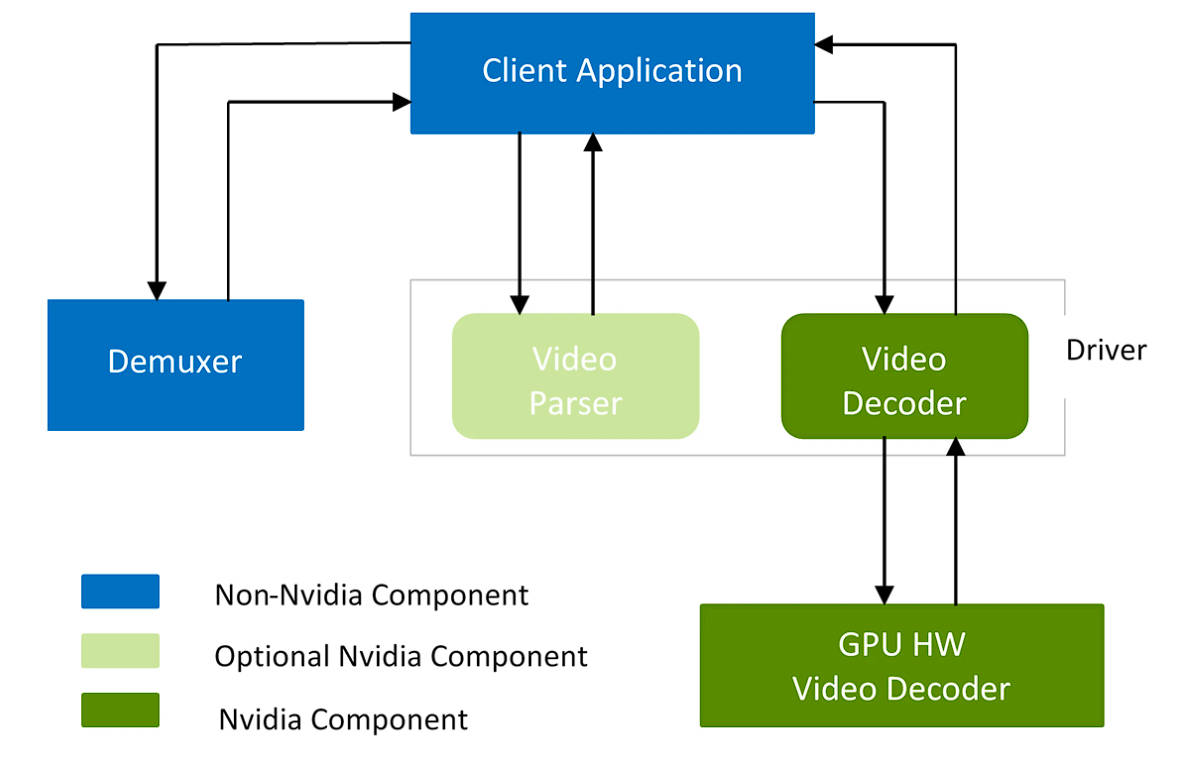 Client Application
Demuxer
Video
Parser
Video
Decoder
Driver
GPU HW
Video Decoder
Non-Nvidia Component
Optional Nvidia Component
Nvidia Component